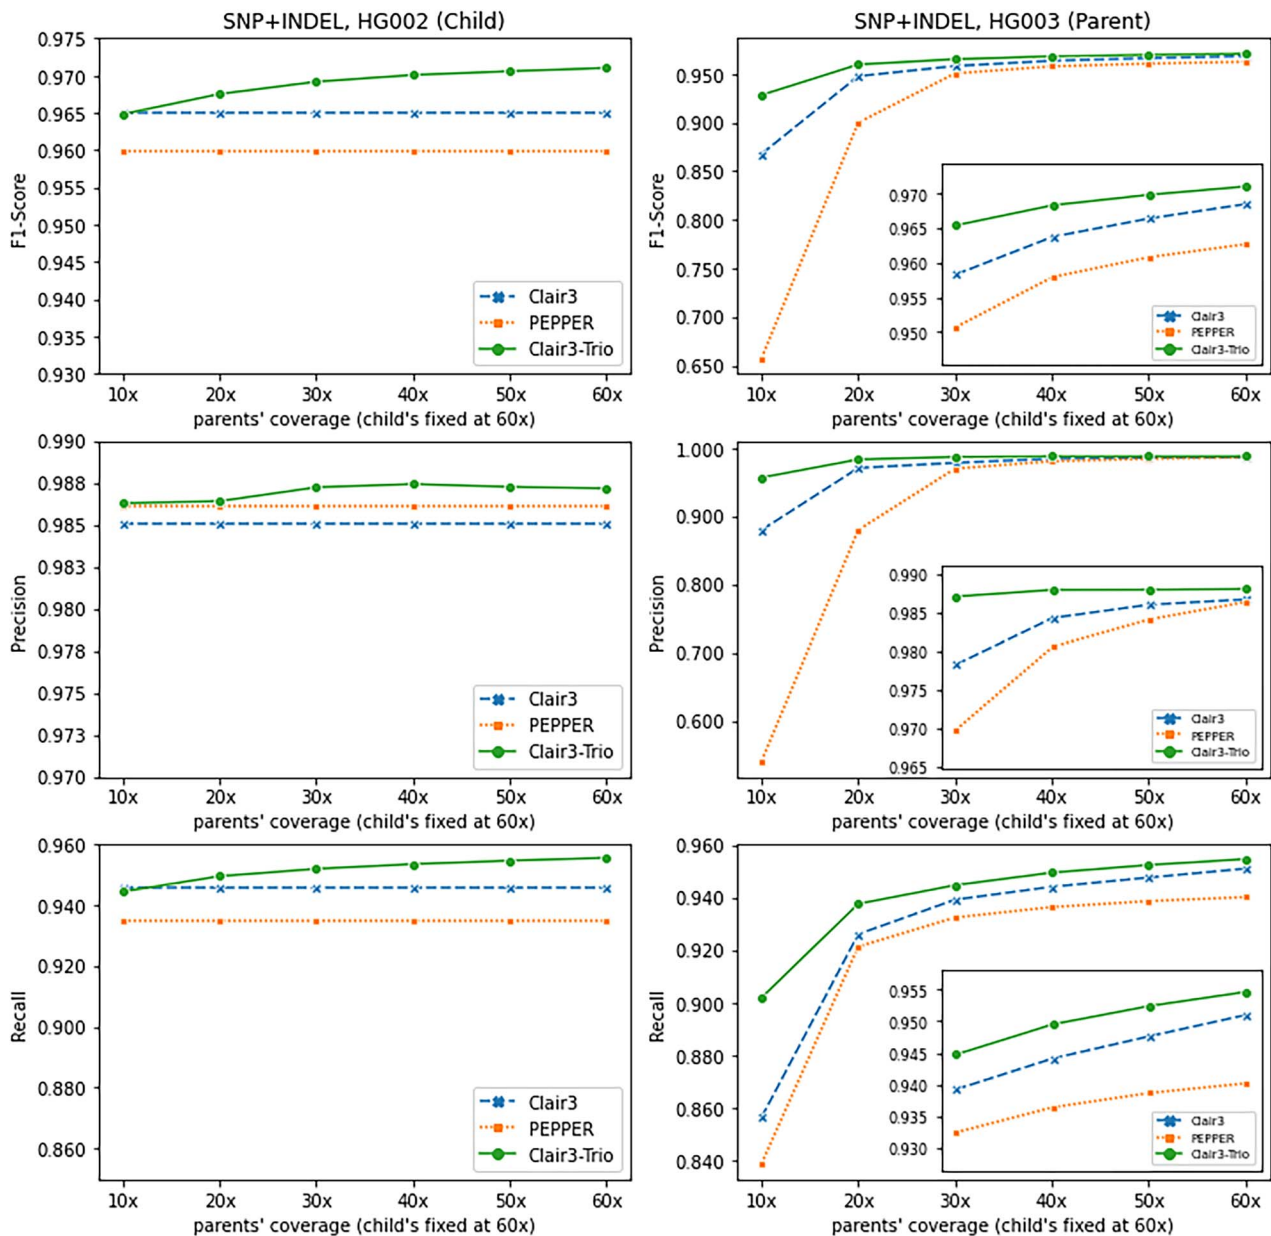 SNP+INDEL, HG002 (Child)
0.975
0.970
0.965
0.960
0.955
0.950
0.945
0.940
0.935
0.930
F1-Score
Clair3
PEPPER
Clair3-Trio
10x 20x 30x 40x 50x 60x
parents' coverage (child's fixed at 60x)
SNP+INDEL, HG003 (Parent)
0.950
0.900
0.850
0.800
0.750
0.700
0.650
F1-Score
0.970
0.965
0.960
0.955
0.950
Clair3
PEPPER
Clair3-Trio
10x 20x 30x 40x 50x 60x
parents' coverage (child's fixed at 60x)
0.990
0.988
0.985
0.983
0.980
0.978
0.975
0.973
0.970
Precision
Clair3
PEPPER
Clair3-Trio
10x 20x 30x 40x 50x 60x
parents' coverage (child's fixed at 60x)
1.000
0.900
0.800
0.700
0.600
Precision
0.990
0.985
0.980
0.975
0.970
0.965
Clair3
PEPPER
Clair3-Trio
10x 20x 30x 40x 50x 60x
parents' coverage (child's fixed at 60x)
0.960
0.940
0.920
0.900
0.880
0.860
Recall
Clair3
PEPPER
Clair3-Trio
10x 20x 30x 40x 50x 60x
parents' coverage (child's fixed at 60x)
0.960
0.940
0.920
0.900
0.880
0.860
0.840
Recall
0.955
0.950
0.945
0.940
0.935
0.930
Clair3
PEPPER
Clair3-Trio
10x 20x 30x 40x 50x 60x
parents' coverage (child's fixed at 60x)